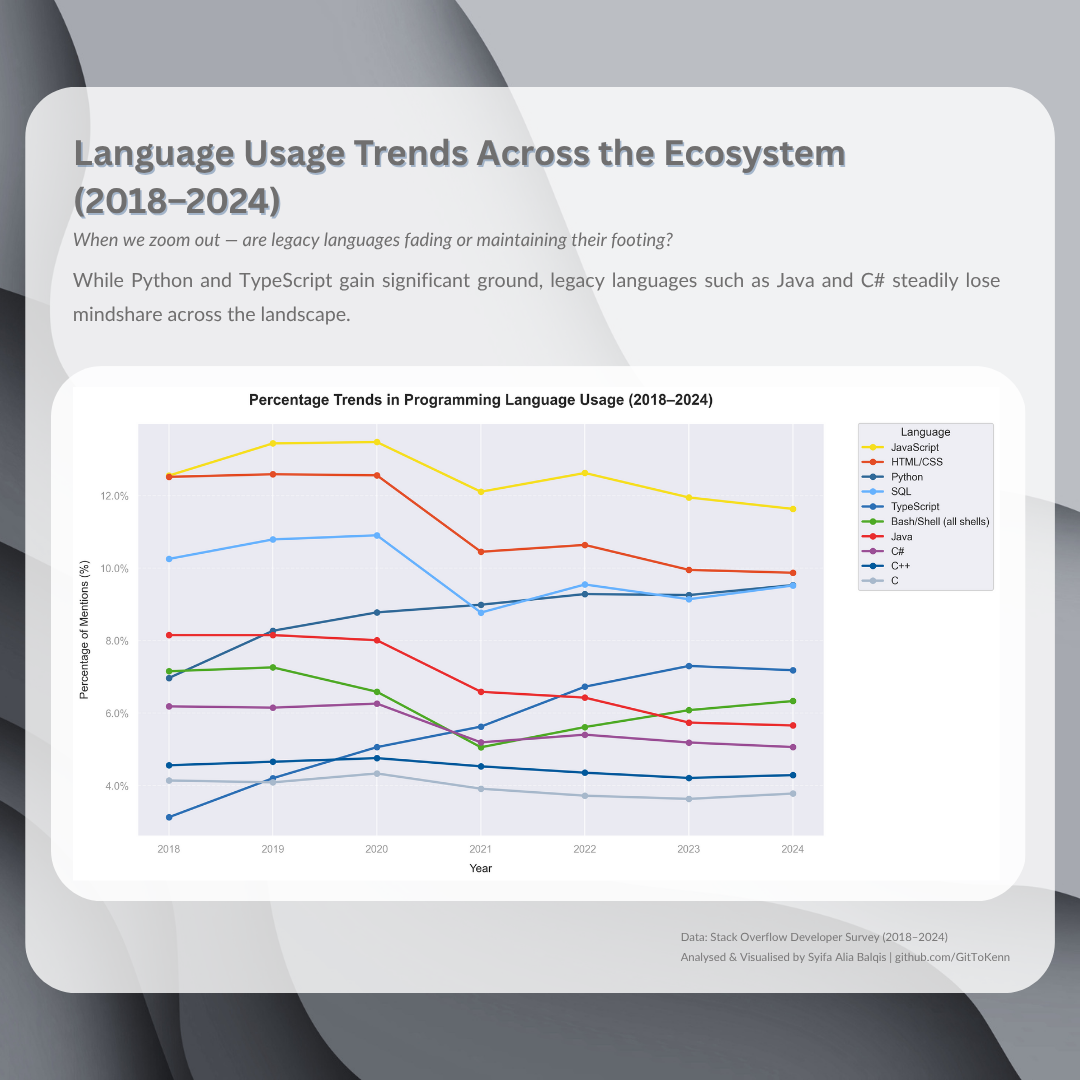 Language Usage Trends Across the Ecosystem
(2018–2024)
When we zoom out — are legacy languages fading or maintaining their footing?
While Python and TypeScript gain significant ground, legacy languages such as Java and C# steadily lose
mindshare across the landscape.
Percentage Trends in Programming Language Usage (2018–2024)
Percentage of Mentions (%)
12.0%
10.0%
8.0%
6.0%
4.0%
2018 2019 2020 2021 2022 2023 2024
Year
Language
JavaScript
HTML/CSS
Python
SQL
TypeScript
Bash/Shell (all shells)
Java
C#
C++
C
Data: Stack Overflow Developer Survey (2018–2024)
Analysed & Visualised by Syifa Alia Balqis | github.com/GitToKenn